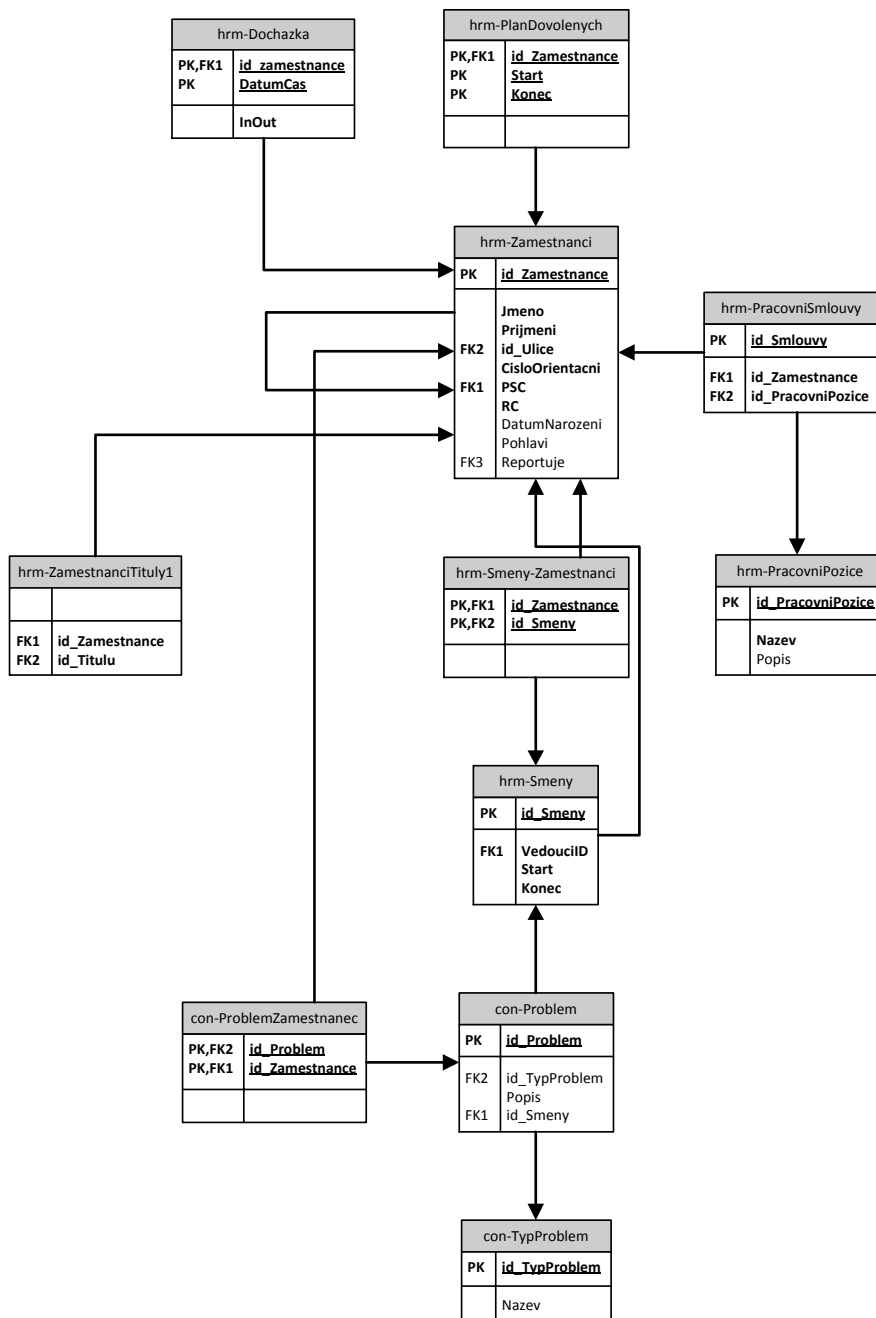 hrm-Dochazka
PK,FK1 id_zamestnance
PK DatumCas
InOut
hrm-PlanDovolenych
PK,FK1 id_Zamestnance
PK Start
PK Konec
hrm-Zamestnanci
PK id_Zamestnance
Jmeno
Prijmeni
FK2 id_Ulice
CisloOrientacni
FK1 PSC
RC
DatumNarozeni
Pohlavi
FK3 Reportuje
hrm-PracovniSmlouvy
PK id_Smlouvy
FK1 id_Zamestnance
FK2 id_PracovniPozice
hrm-ZamestnanciTituly1
FK1 id_Zamestnance
FK2 id_Titulu
hrm-Smeny-Zamestnanci
PK,FK1 id_Zamestnance
PK,FK2 id_Smeny
hrm-PracovniPozice
PK id_PracovniPozice
Nazev
Popis
hrm-Smeny
PK id_Smeny
FK1 VedouciID
Start
Konec
con-ProblemZamestnanec
PK,FK2 id_Problem
PK,FK1 id_Zamestnance
con-Problem
PK id_Problem
FK2 id_TypProblem
Popis
FK1 id_Smeny
con-TypProblem
PK id_TypProblem
Nazev